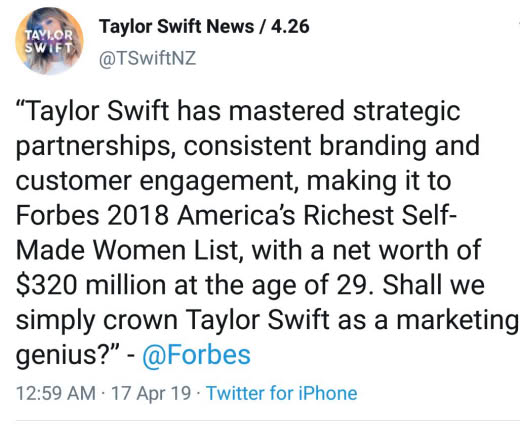 TAYLOR
SWIFT
Taylor Swift News / 4.26
@TSwiftNZ
“Taylor Swift has mastered strategic
partnerships, consistent branding and
customer engagement, making it to
Forbes 2018 America’s Richest Self-
Made Women List, with a net worth of
$320 million at the age of 29. Shall we
simply crown Taylor Swift as a marketing
genius?” - @Forbes
12:59 AM · 17 Apr 19 · Twitter for iPhone